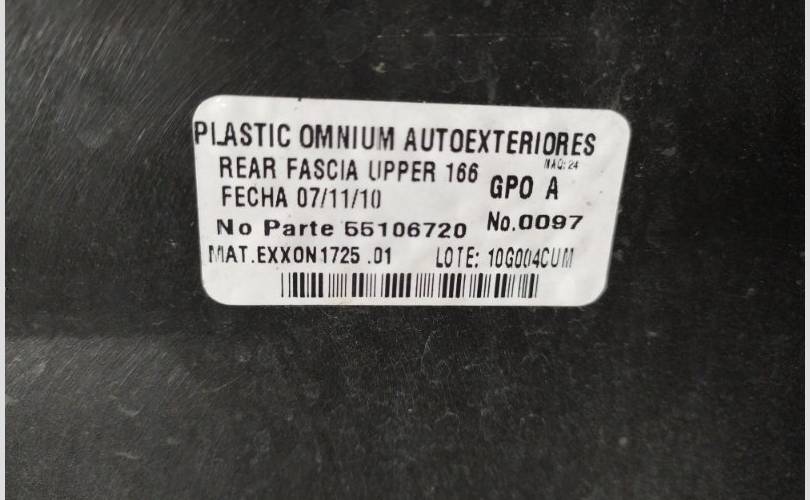 PLASTIC OMNIUM AUTOEXTERIORES
MAQ: 24
REAR FASCIA UPPER 166
GPO A
FECHA 07/11/10
No Parte 55106720 No.0097
MAT.EXXON1725 .01 LOTE: 10G004CUM